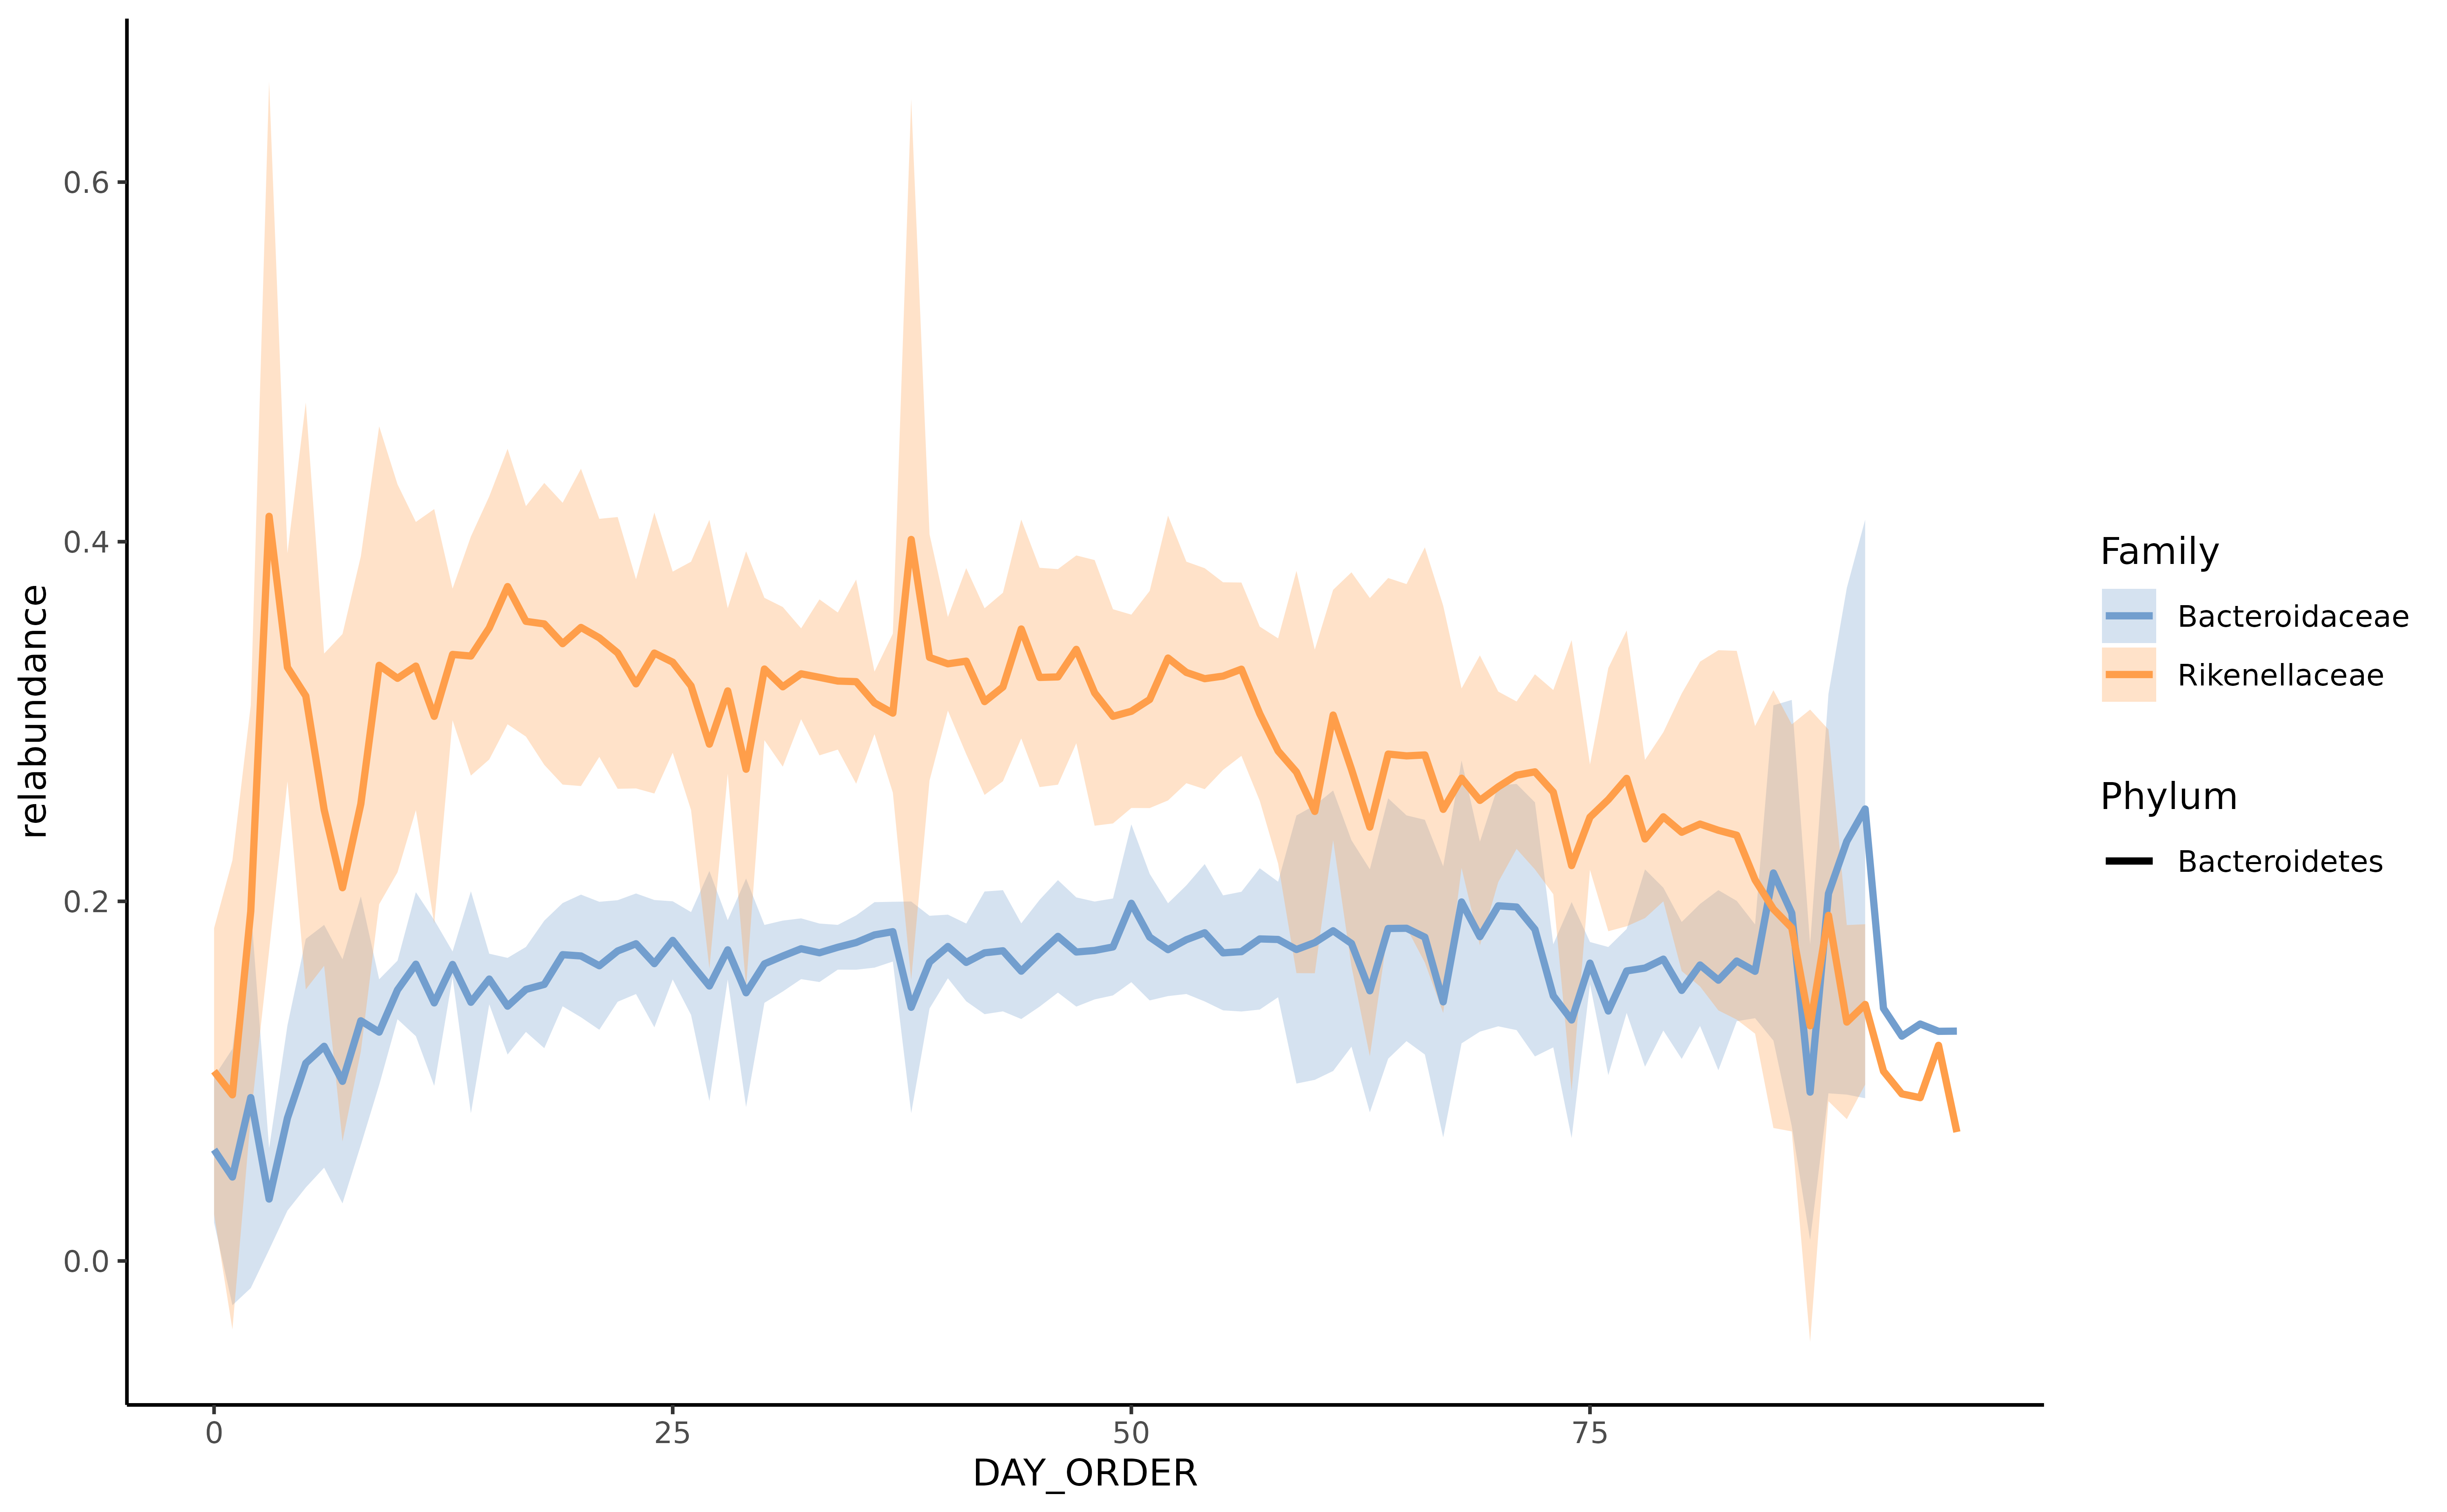 relabundance
0.6
0.4
0.2
0.0
0
25
50
75
DAY_ORDER
Family
Bacteroidaceae
Rikenellaceae
Phylum
Bacteroidetes